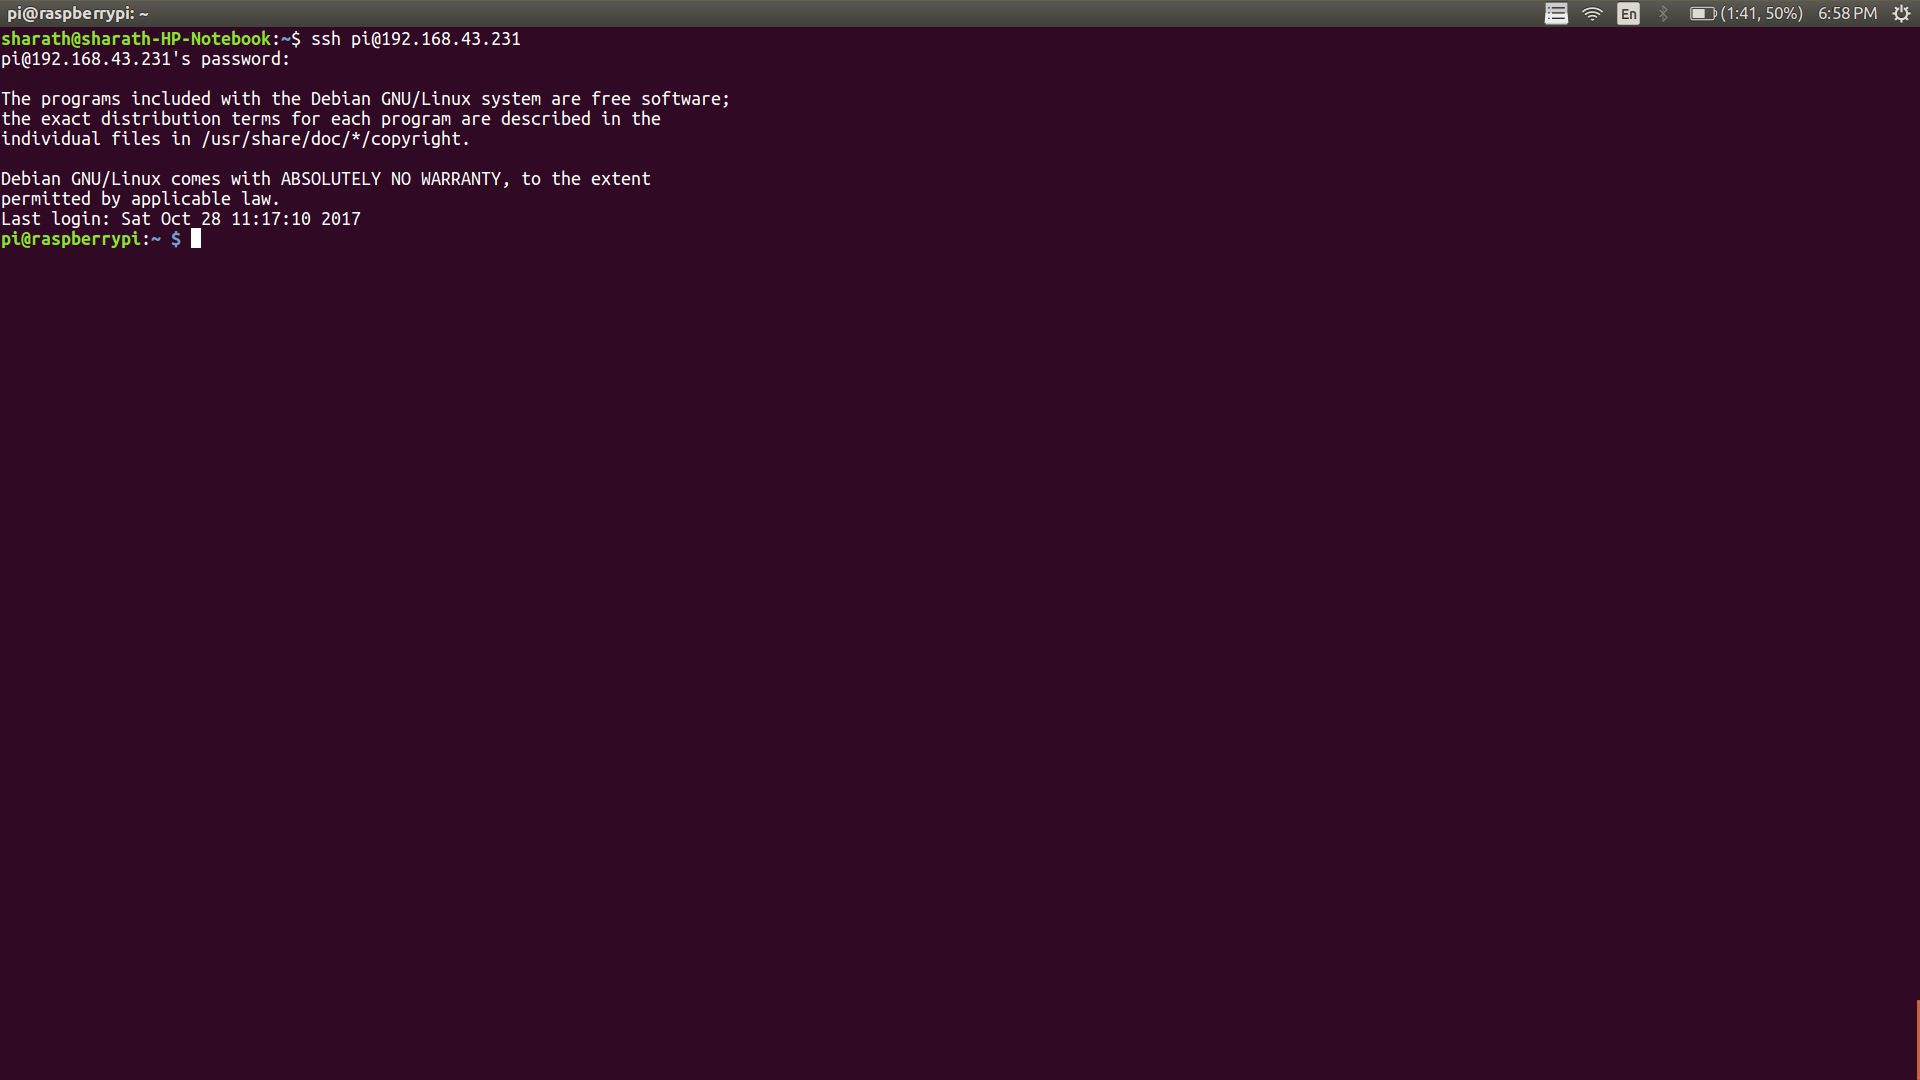 pi@raspberrypi: ~
En
(1:41, 50%)
6:58 PM
sharath@sharath-HP-Notebook:~$ ssh pi@192.168.43.231
pi@192.168.43.231's password:
The programs included with the Debian GNU/Linux system are free software;
the exact distribution terms for each program are described in the
individual files in /usr/share/doc/*/copyright.
Debian GNU/Linux comes with ABSOLUTELY NO WARRANTY, to the extent
permitted by applicable law.
Last login: Sat Oct 28 11:17:10 2017
pi@raspberrypi:~ $